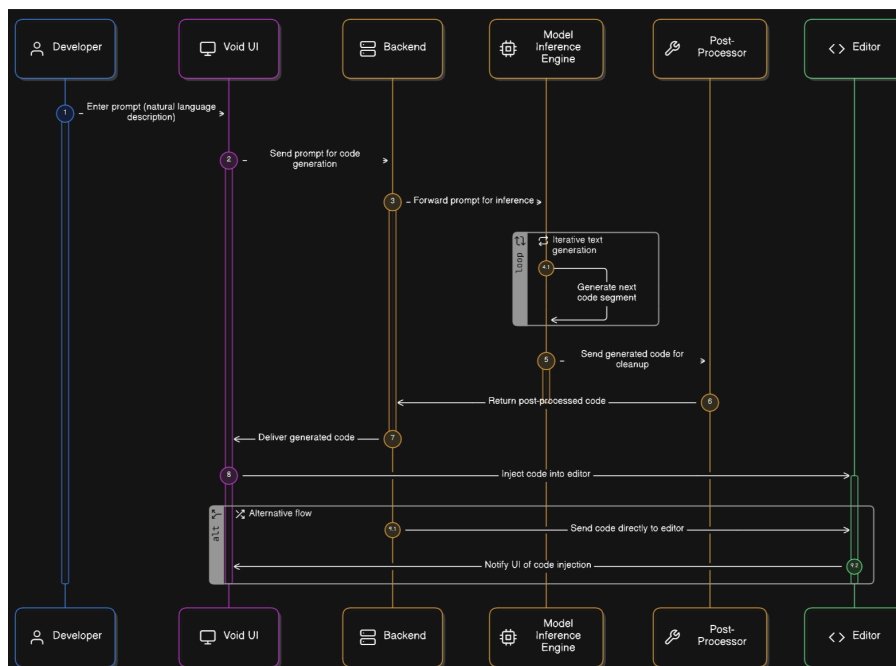 Developer
Void UI
Backend
Model
Inference
Engine
Post-
Processor
Editor
1
Enter prompt (natural language
description)
2
Send prompt for code
generation
3
Forward prompt for inference
loop
Iterative text
generation
4.1
Generate next
code segment
5
Send generated code for
cleanup
Return post-processed code
6
Deliver generated code
7
8
Inject code into editor
alt
Alternative flow
9.1
Send code directly to editor
Notify UI of code injection
9.2
Developer
Void UI
Backend
Model
Inference
Engine
Post-
Processor
Editor